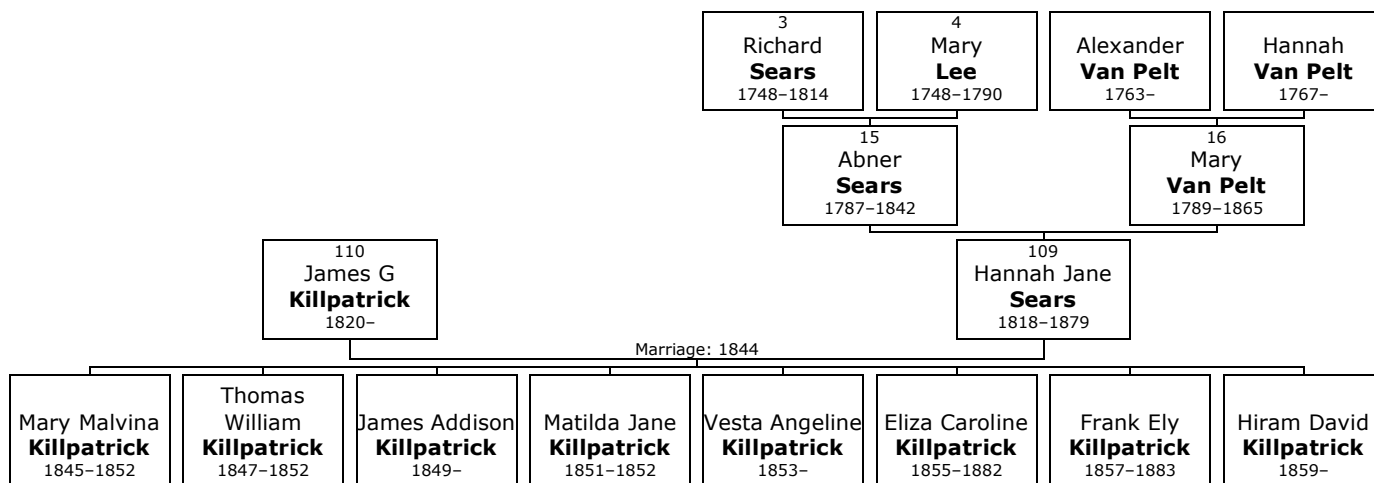 3
Richard
Sears
1748–1814
4
Mary
Lee
1748–1790
Alexander
Van Pelt
1763–
Hannah
Van Pelt
1767–
15
Abner
Sears
1787–1842
16
Mary
Van Pelt
1789–1865
110
James G
Killpatrick
1820–
109
Hannah Jane
Sears
1818–1879
Marriage: 1844
Mary Malvina
Killpatrick
1845–1852
Thomas
William
Killpatrick
1847–1852
James Addison
Killpatrick
1849–
Matilda Jane
Killpatrick
1851–1852
Vesta Angeline
Killpatrick
1853–
Eliza Caroline
Killpatrick
1855–1882
Frank Ely
Killpatrick
1857–1883
Hiram David
Killpatrick
1859–